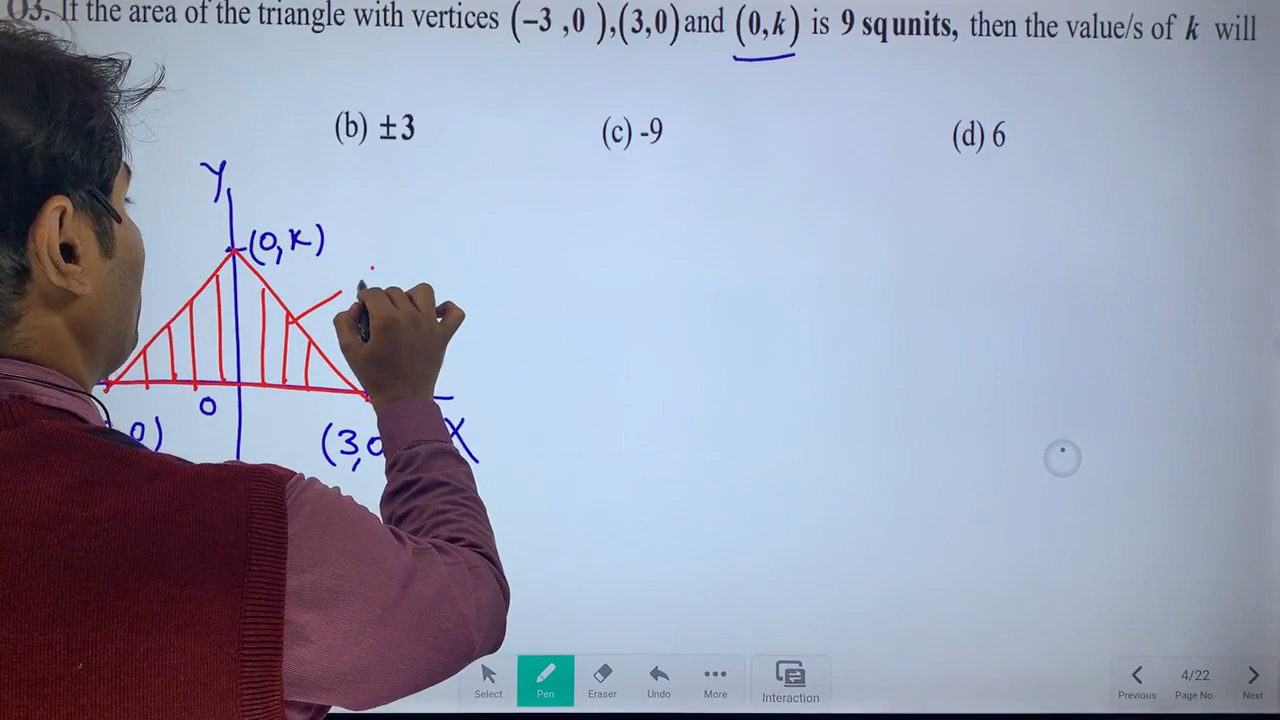 03. If the area of the triangle with vertices (−3 ,0 ),(3,0) and (0,k) is 9 squnits, then the value/s of k will
(b) ±3 (c) -9 (d) 6
Y
(0,K)
O
0) (3,0 X
Select Pen Eraser Undo More Interaction
4/22
Previous Page No. Next